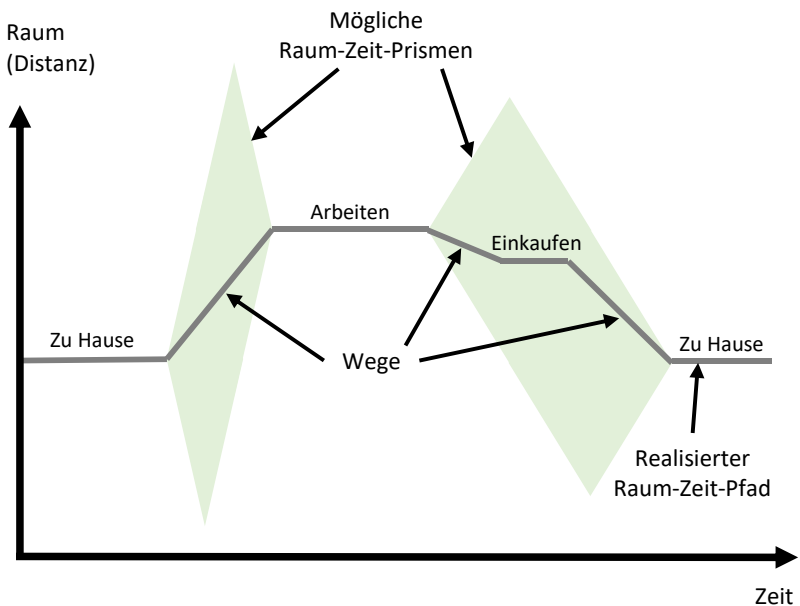 Raum
(Distanz)
Mögliche
Raum-Zeit-Prismen
Arbeiten
Einkaufen
Zu Hause
Wege
Zu Hause
Realisierter
Raum-Zeit-Pfad
Zeit